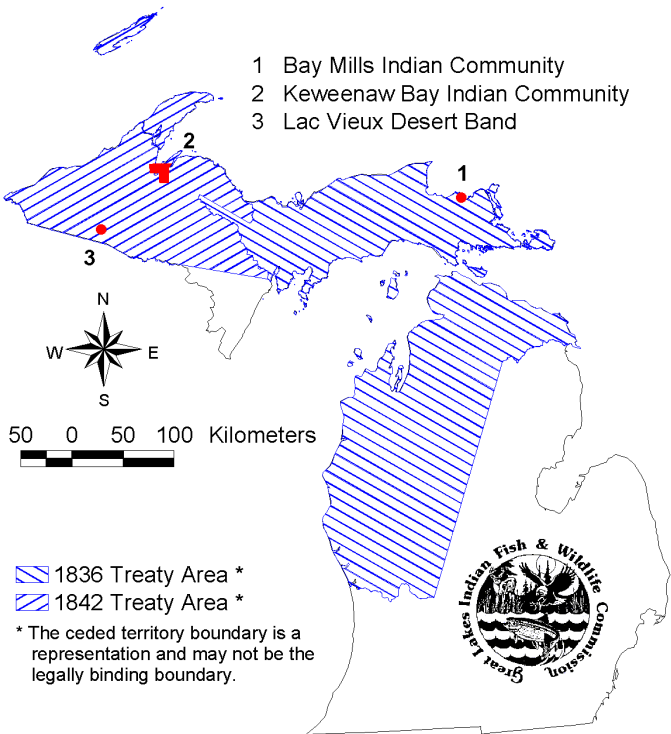 1 Bay Mills Indian Community
2 Keweenaw Bay Indian Community
3 Lac Vieux Desert Band
2
1
3
N
W E
S
50 0 50 100 Kilometers
1836 Treaty Area *
1842 Treaty Area *
* The ceded territory boundary is a
representation and may not be the
legally binding boundary.
Great Lakes Indian Fish & Wildlife Commission